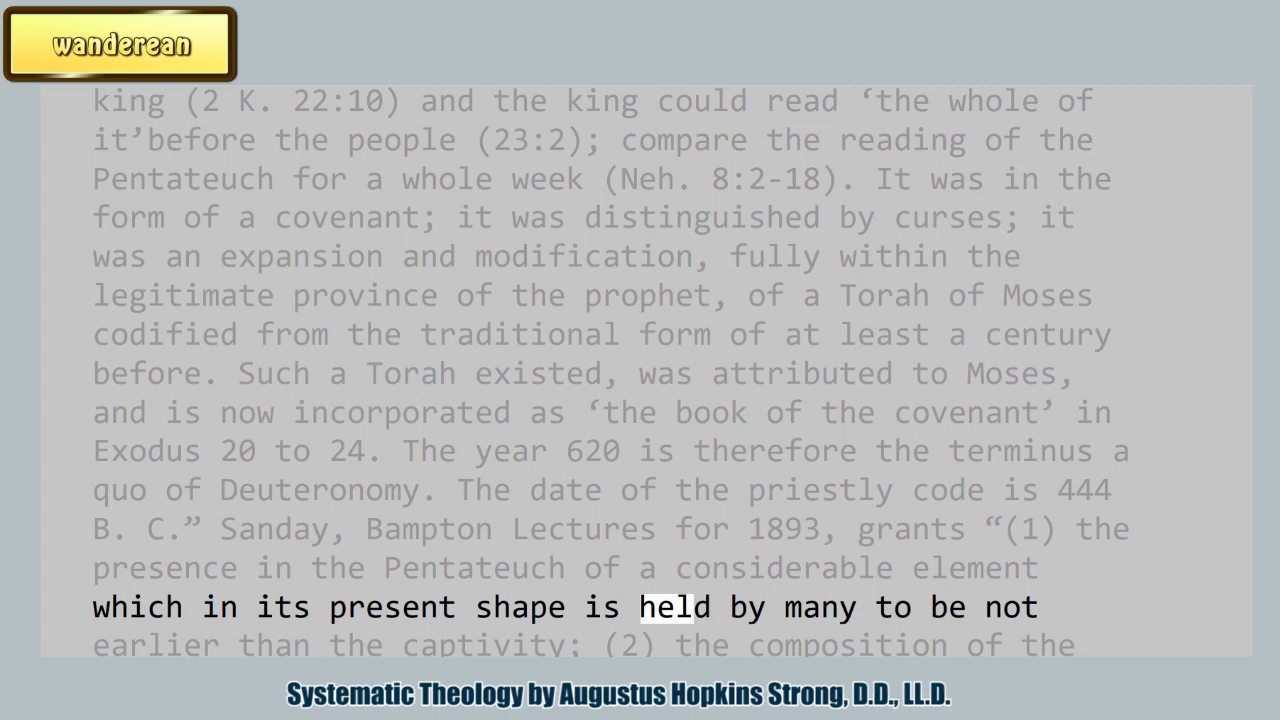 wanderean
king (2 K. 22:10) and the king could read ‘the whole of
it’before the people (23:2); compare the reading of the
Pentateuch for a whole week (Neh. 8:2-18). It was in the
form of a covenant; it was distinguished by curses; it
was an expansion and modification, fully within the
legitimate province of the prophet, of a Torah of Moses
codified from the traditional form of at least a century
before. Such a Torah existed, was attributed to Moses,
and is now incorporated as ‘the book of the covenant’ in
Exodus 20 to 24. The year 620 is therefore the terminus a
quo of Deuteronomy. The date of the priestly code is 444
B. C.” Sanday, Bampton Lectures for 1893, grants “(1) the
presence in the Pentateuch of a considerable element
which in its present shape is held by many to be not
earlier than the captivity; (2) the composition of the
Systematic Theology by Augustus Hopkins Strong, D.D., LL.D.